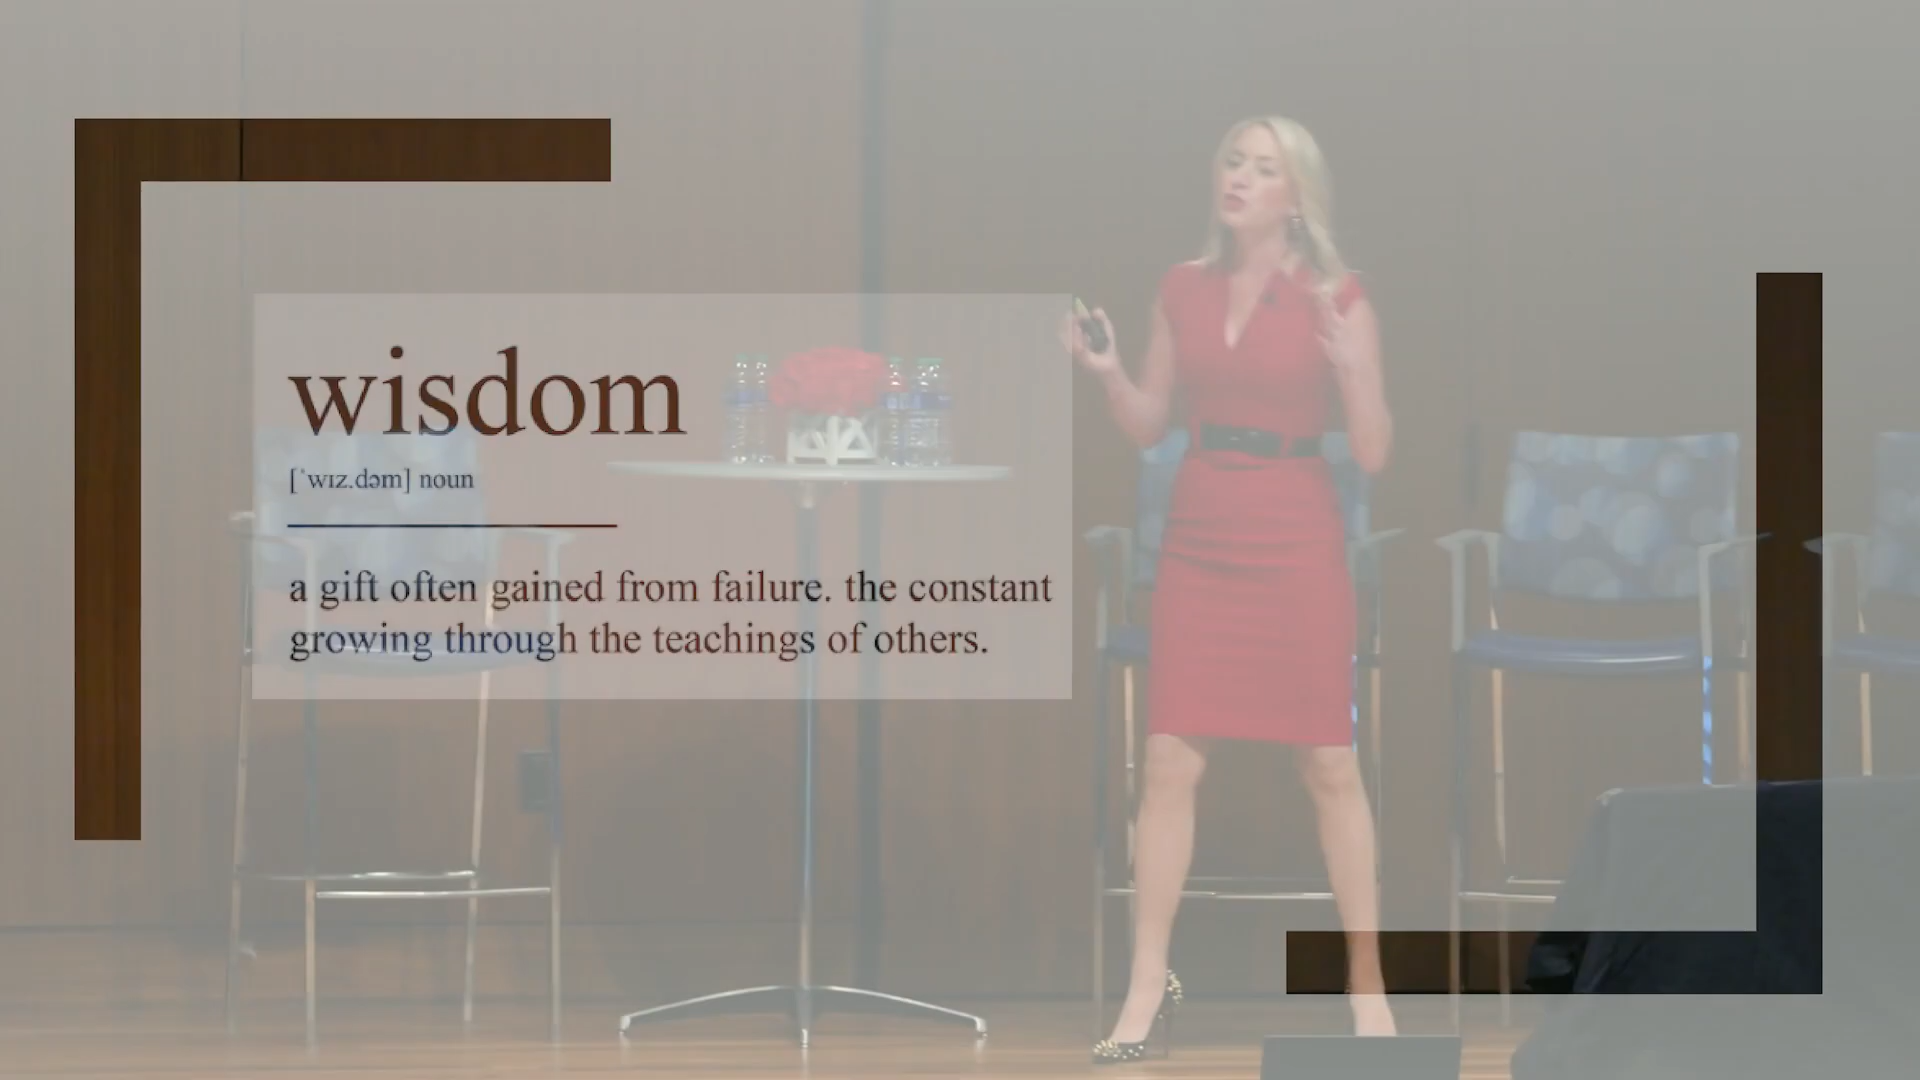 wisdom
[ˈwɪz.dəm] noun
a gift often gained from failure. the constant
growing through the teachings of others.